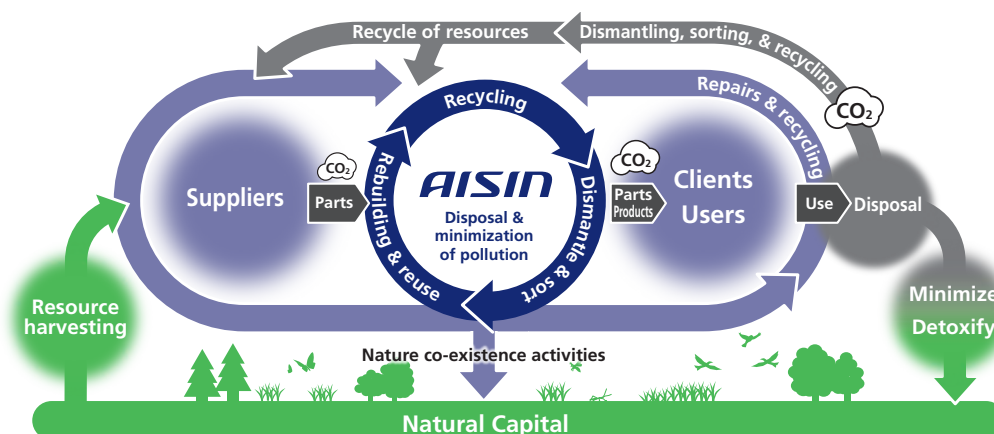 Recycle of resources
Dismantling, sorting, & recycling
Recycling
Repairs & recycling
CO₂
CO₂
CO₂
Suppliers
Parts
Rebuilding & reuse
AISIN
Disposal &
minimization
of pollution
Dismantle & sort
Parts
Products
Clients
Users
Use
Disposal
Resource
harvesting
Minimize
Detoxify
Nature co-existence activities
Natural Capital